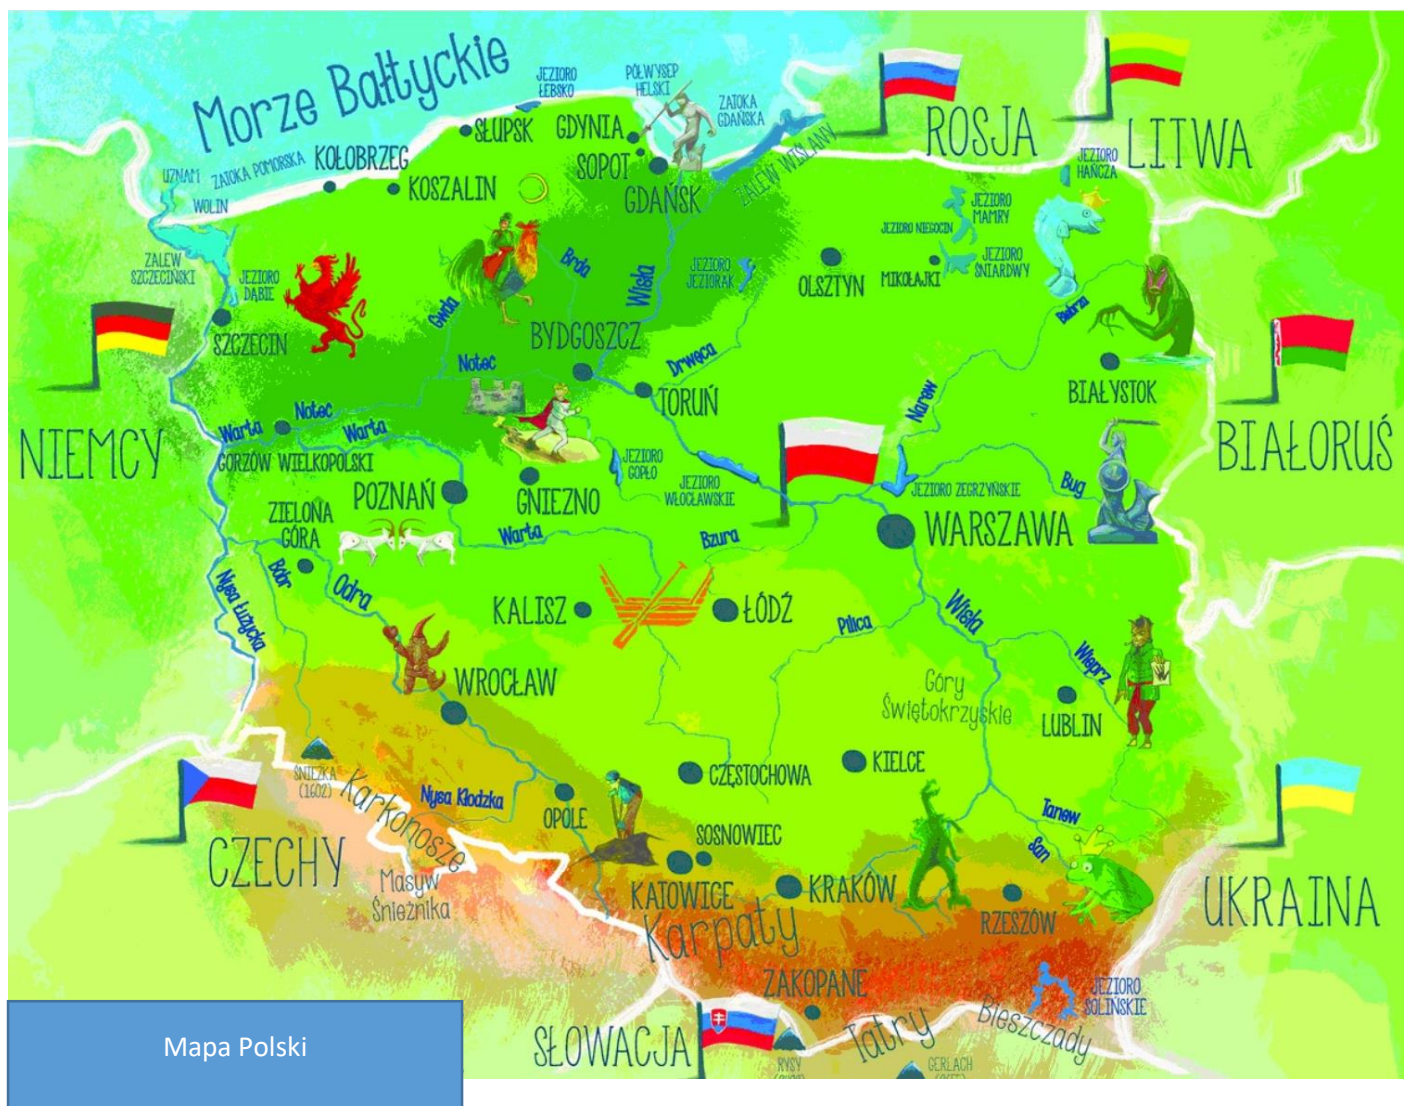 Morze Bałtyckie
JEZIORO
ŁEBSKO
PÓŁWYSEP
HELSKI
ZATOKA
GDAŃSKA
ROSJA
LITWA
SŁUPSK
GDYNIA
SOPOT
GDAŃSK
ZALEW WIŚLANY
UZNAM
ZATOKA POMORSKA
KOŁOBRZEG
KOSZALIN
WOLIN
JEZIORO
HAŃCZA
JEZIORO
MAMRY
JEZIORO NIEGOCIN
JEZIORO
ŚNIARDWY
MIKOŁAJKI
OLSZTYN
ZALEW
SZCZECIŃSKI
JEZIORO
DĄBIE
SZCZECIN
Gwda
Brda
Wisła
JEZIORO
JEZIORAK
Biebrza
BYDGOSZCZ
Noteć
Drwęca
TORUŃ
Narew
BIAŁYSTOK
BIAŁORUŚ
NIEMCY
Warta
Noteć
Warta
GORZÓW WIELKOPOLSKI
POZNAŃ
GNIEZNO
JEZIORO
GOPŁO
JEZIORO
WŁOCŁAWSKIE
JEZIORO ZEGRZYŃSKIE
Bug
WARSZAWA
ZIELONA
GÓRA
Warta
Bzura
Nysa Łużycka
Bóbr
Odra
KALISZ
ŁÓDŹ
Pilica
Wisła
Wieprz
WROCŁAW
Góry
Świętokrzyskie
LUBLIN
ŚNIEŻKA
(1602)
Karkonosze
Nysa Kłodzka
OPOLE
CZĘSTOCHOWA
KIELCE
SOSNOWIEC
Tanew
San
CZECHY
Masyw
Śnieżnika
KATOWICE
KRAKÓW
RZESZÓW
UKRAINA
Karpaty
ZAKOPANE
JEZIORO
SOLIŃSKIE
SŁOWACJA
Tatry
Bieszczady
RYSY
GERLACH
Mapa Polski